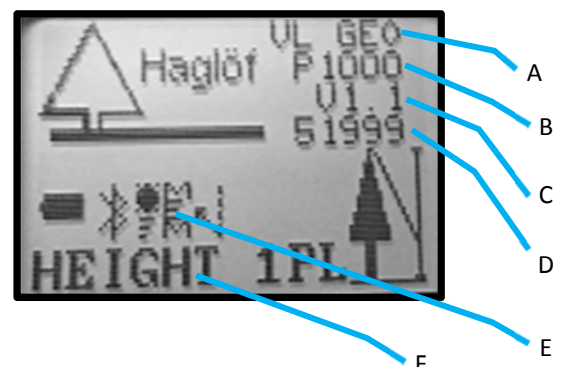 VL GEO
A
Haglöf
P1000
B
V1.1
C
51999
D
E
HEIGHT 1PL
F